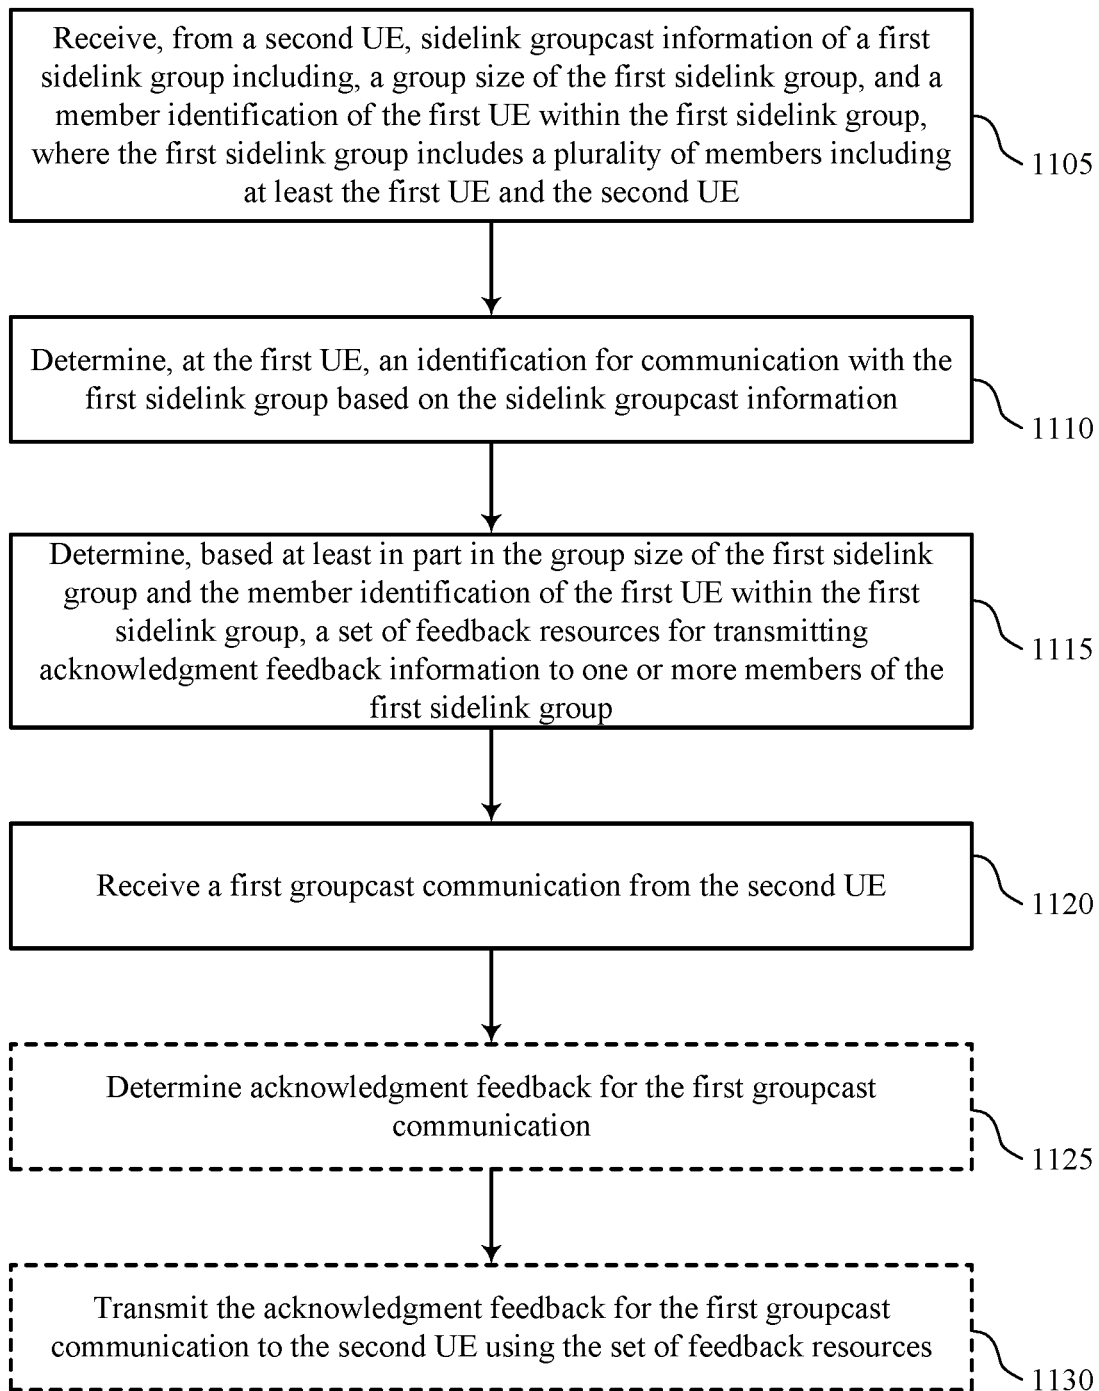 Receive, from a second UE, sidelink groupcast information of a first
sidelink group including, a group size of the first sidelink group, and a
member identification of the first UE within the first sidelink group,
where the first sidelink group includes a plurality of members including
at least the first UE and the second UE
1105
Determine, at the first UE, an identification for communication with the
first sidelink group based on the sidelink groupcast information
1110
Determine, based at least in part in the group size of the first sidelink
group and the member identification of the first UE within the first
sidelink group, a set of feedback resources for transmitting
acknowledgment feedback information to one or more members of the
first sidelink group
1115
Receive a first groupcast communication from the second UE
1120
Determine acknowledgment feedback for the first groupcast
communication
1125
Transmit the acknowledgment feedback for the first groupcast
communication to the second UE using the set of feedback resources
1130